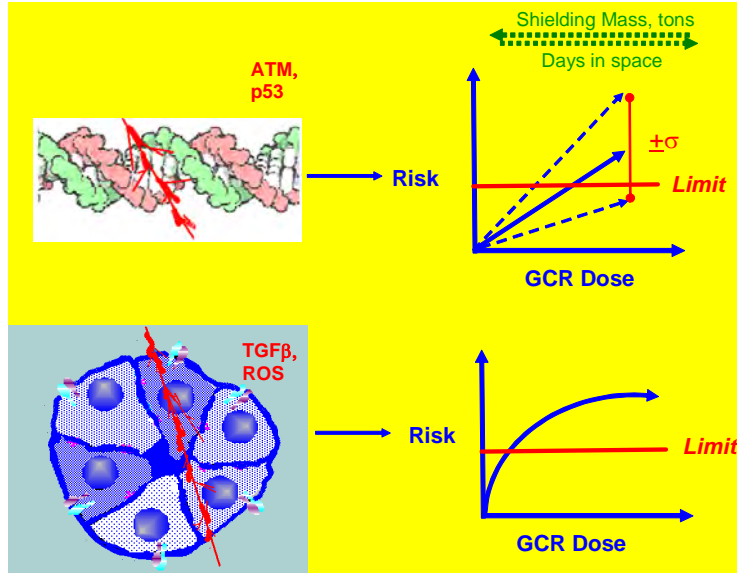 Shielding Mass, tons
Days in space
ATM,
p53
±σ
Risk
Limit
GCR Dose
TGFβ,
ROS
Risk
Limit
GCR Dose